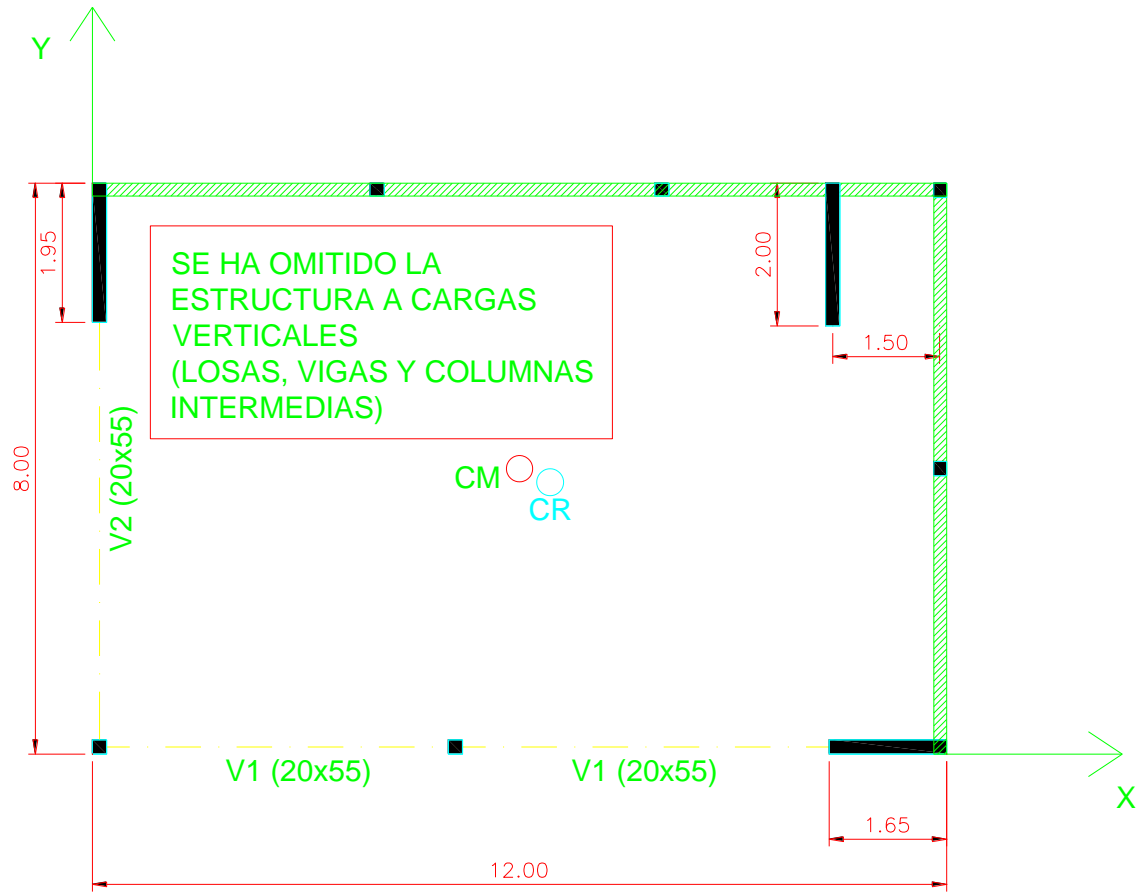 Y
1.95
2.00
SE HA OMITIDO LA
ESTRUCTURA A CARGAS
VERTICALES
(LOSAS, VIGAS Y COLUMNAS
INTERMEDIAS)
1.50
8.00
V2 (20x55)
CM
CR
V1 (20x55)
V1 (20x55)
X
1.65
12.00